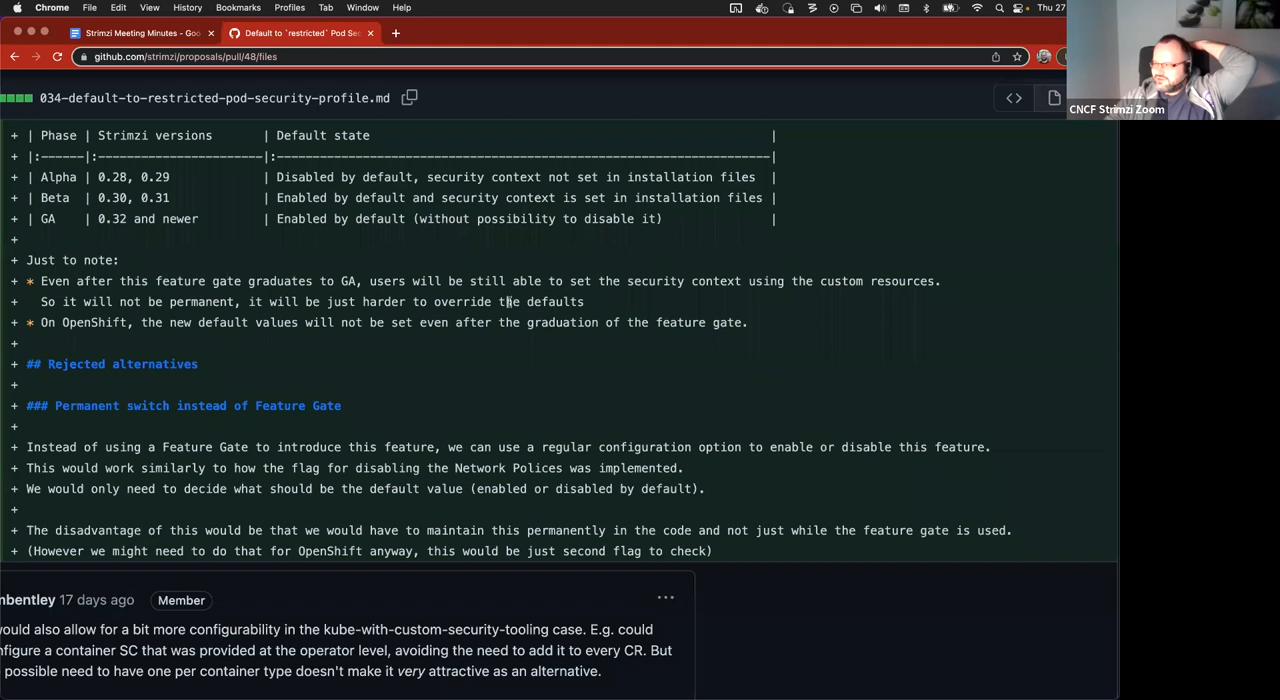 Chrome File Edit View History Bookmarks Profiles Tab Window Help Thu 27
Strimzi Meeting Minutes - Goo × Default to `restricted` Pod Sec × +
github.com/strimzi/proposals/pull/48/files
CNCF Strimzi Zoom
034-default-to-restricted-pod-security-profile.md
+ | Phase | Strimzi versions | Default state |
+ |:------|:-----------------------|:---------------------------------------------------------------------|
+ | Alpha | 0.28, 0.29 | Disabled by default, security context not set in installation files |
+ | Beta | 0.30, 0.31 | Enabled by default and security context is set in installation files |
+ | GA | 0.32 and newer | Enabled by default (without possibility to disable it) |
+
+ Just to note:
+ * Even after this feature gate graduates to GA, users will be still able to set the security context using the custom resources.
+ So it will not be permanent, it will be just harder to override the defaults
+ * On OpenShift, the new default values will not be set even after the graduation of the feature gate.
+
+ ## Rejected alternatives
+
+ ### Permanent switch instead of Feature Gate
+
+ Instead of using a Feature Gate to introduce this feature, we can use a regular configuration option to enable or disable this feature.
+ This would work similarly to how the flag for disabling the Network Polices was implemented.
+ We would only need to decide what should be the default value (enabled or disabled by default).
+
+ The disadvantage of this would be that we would have to maintain this permanently in the code and not just while the feature gate is used.
+ (However we might need to do that for OpenShift anyway, this would be just second flag to check)
mbentley 17 days ago Member ...
would also allow for a bit more configurability in the kube-with-custom-security-tooling case. E.g. could
nfigure a container SC that was provided at the operator level, avoiding the need to add it to every CR. But
possible need to have one per container type doesn't make it very attractive as an alternative.